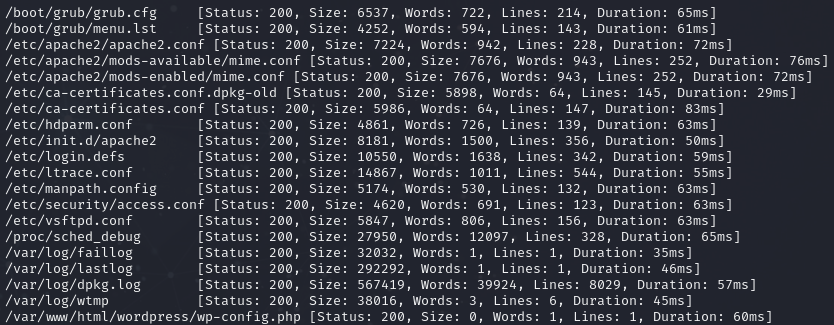 /boot/grub/grub.cfg [Status: 200, Size: 6537, Words: 722, Lines: 214, Duration: 65ms]
/boot/grub/menu.lst [Status: 200, Size: 4252, Words: 594, Lines: 143, Duration: 61ms]
/etc/apache2/apache2.conf [Status: 200, Size: 7224, Words: 942, Lines: 228, Duration: 72ms]
/etc/apache2/mods-available/mime.conf [Status: 200, Size: 7676, Words: 943, Lines: 252, Duration: 76ms]
/etc/apache2/mods-enabled/mime.conf [Status: 200, Size: 7676, Words: 943, Lines: 252, Duration: 72ms]
/etc/ca-certificates.conf.dpkg-old [Status: 200, Size: 5898, Words: 64, Lines: 145, Duration: 29ms]
/etc/ca-certificates.conf [Status: 200, Size: 5986, Words: 64, Lines: 147, Duration: 83ms]
/etc/hdparm.conf [Status: 200, Size: 4861, Words: 726, Lines: 139, Duration: 63ms]
/etc/init.d/apache2 [Status: 200, Size: 8181, Words: 1500, Lines: 356, Duration: 50ms]
/etc/login.defs [Status: 200, Size: 10550, Words: 1638, Lines: 342, Duration: 59ms]
/etc/ltrace.conf [Status: 200, Size: 14867, Words: 1011, Lines: 544, Duration: 55ms]
/etc/manpath.config [Status: 200, Size: 5174, Words: 530, Lines: 132, Duration: 63ms]
/etc/security/access.conf [Status: 200, Size: 4620, Words: 691, Lines: 123, Duration: 63ms]
/etc/vsftpd.conf [Status: 200, Size: 5847, Words: 806, Lines: 156, Duration: 63ms]
/proc/sched_debug [Status: 200, Size: 27950, Words: 12097, Lines: 328, Duration: 65ms]
/var/log/faillog [Status: 200, Size: 32032, Words: 1, Lines: 1, Duration: 35ms]
/var/log/lastlog [Status: 200, Size: 292292, Words: 1, Lines: 1, Duration: 46ms]
/var/log/dpkg.log [Status: 200, Size: 567419, Words: 39924, Lines: 8029, Duration: 57ms]
/var/log/wtmp [Status: 200, Size: 38016, Words: 3, Lines: 6, Duration: 45ms]
/var/www/html/wordpress/wp-config.php [Status: 200, Size: 0, Words: 1, Lines: 1, Duration: 60ms]